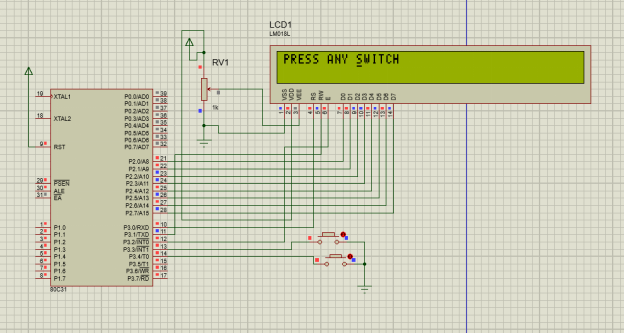 LCD1
LM018L
PRESS ANY SWITCH
RV1
1k
VSS
VDD
VEE
RS
RW
E
D0
D1
D2
D3
D4
D5
D6
D7
1
2
3
4
5
6
7
8
9
10
11
12
13
14
19 XTAL1
18 XTAL2
9 RST
29 PSEN
30 ALE
31 EA
1 P1.0
2 P1.1
3 P1.2
4 P1.3
5 P1.4
6 P1.5
7 P1.6
8 P1.7
P0.0/AD0 39
P0.1/AD1 38
P0.2/AD2 37
P0.3/AD3 36
P0.4/AD4 35
P0.5/AD5 34
P0.6/AD6 33
P0.7/AD7 32
P2.0/A8 21
P2.1/A9 22
P2.2/A10 23
P2.3/A11 24
P2.4/A12 25
P2.5/A13 26
P2.6/A14 27
P2.7/A15 28
P3.0/RXD 10
P3.1/TXD 11
P3.2/INT0 12
P3.3/INT1 13
P3.4/T0 14
P3.5/T1 15
P3.6/WR 16
P3.7/RD 17
80C31